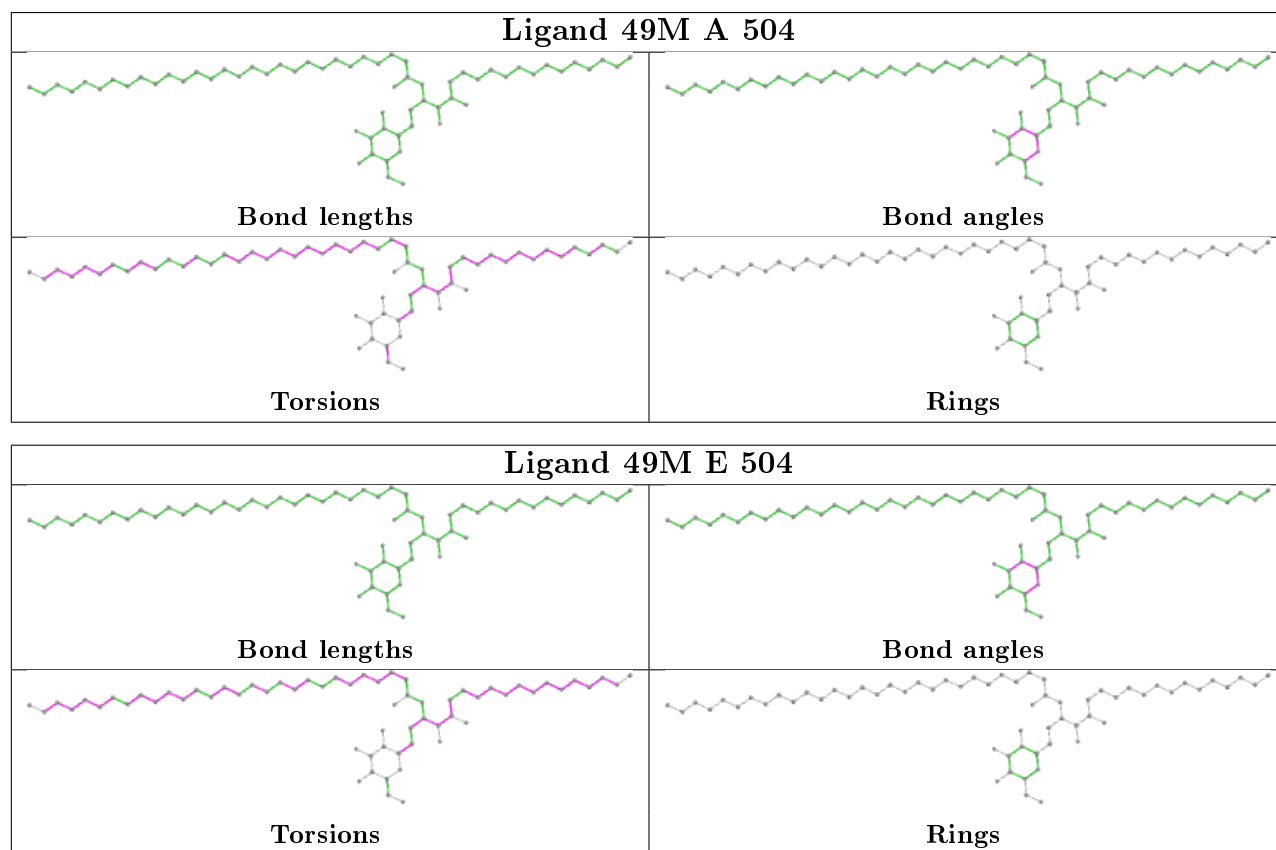 Ligand 49M A 504
Bond lengths
Bond angles
Torsions
Rings
Ligand 49M E 504
Bond lengths
Bond angles
Torsions
Rings